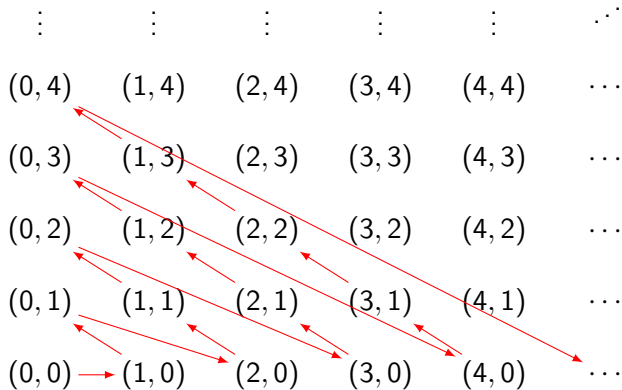 ⋮ ⋮ ⋮ ⋮ ⋮ ⋰
(0, 4) (1, 4) (2, 4) (3, 4) (4, 4) ⋯
(0, 3) (1, 3) (2, 3) (3, 3) (4, 3) ⋯
(0, 2) (1, 2) (2, 2) (3, 2) (4, 2) ⋯
(0, 1) (1, 1) (2, 1) (3, 1) (4, 1) ⋯
(0, 0) (1, 0) (2, 0) (3, 0) (4, 0) ⋯